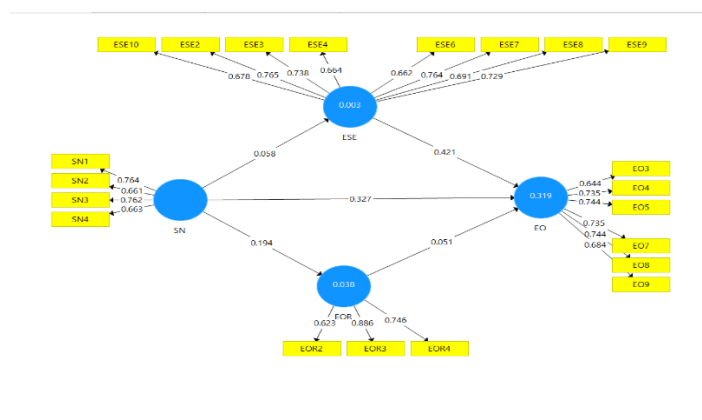 ESE10 ESE2 ESE3 ESE4 ESE6 ESE7 ESE8 ESE9
0.678 0.765 0.738 0.664 0.662 0.764 0.691 0.729
0.003
ESE
0.058
0.421
SN1
SN2
SN3
SN4
0.764
0.661
0.762
0.663
SN
0.327
0.319
EO
0.644
0.735
0.744
0.735
0.744
0.684
EO3
EO4
EO5
EO7
EO8
EO9
0.194
0.051
0.038
EOR
0.623 0.886 0.746
EOR2 EOR3 EOR4